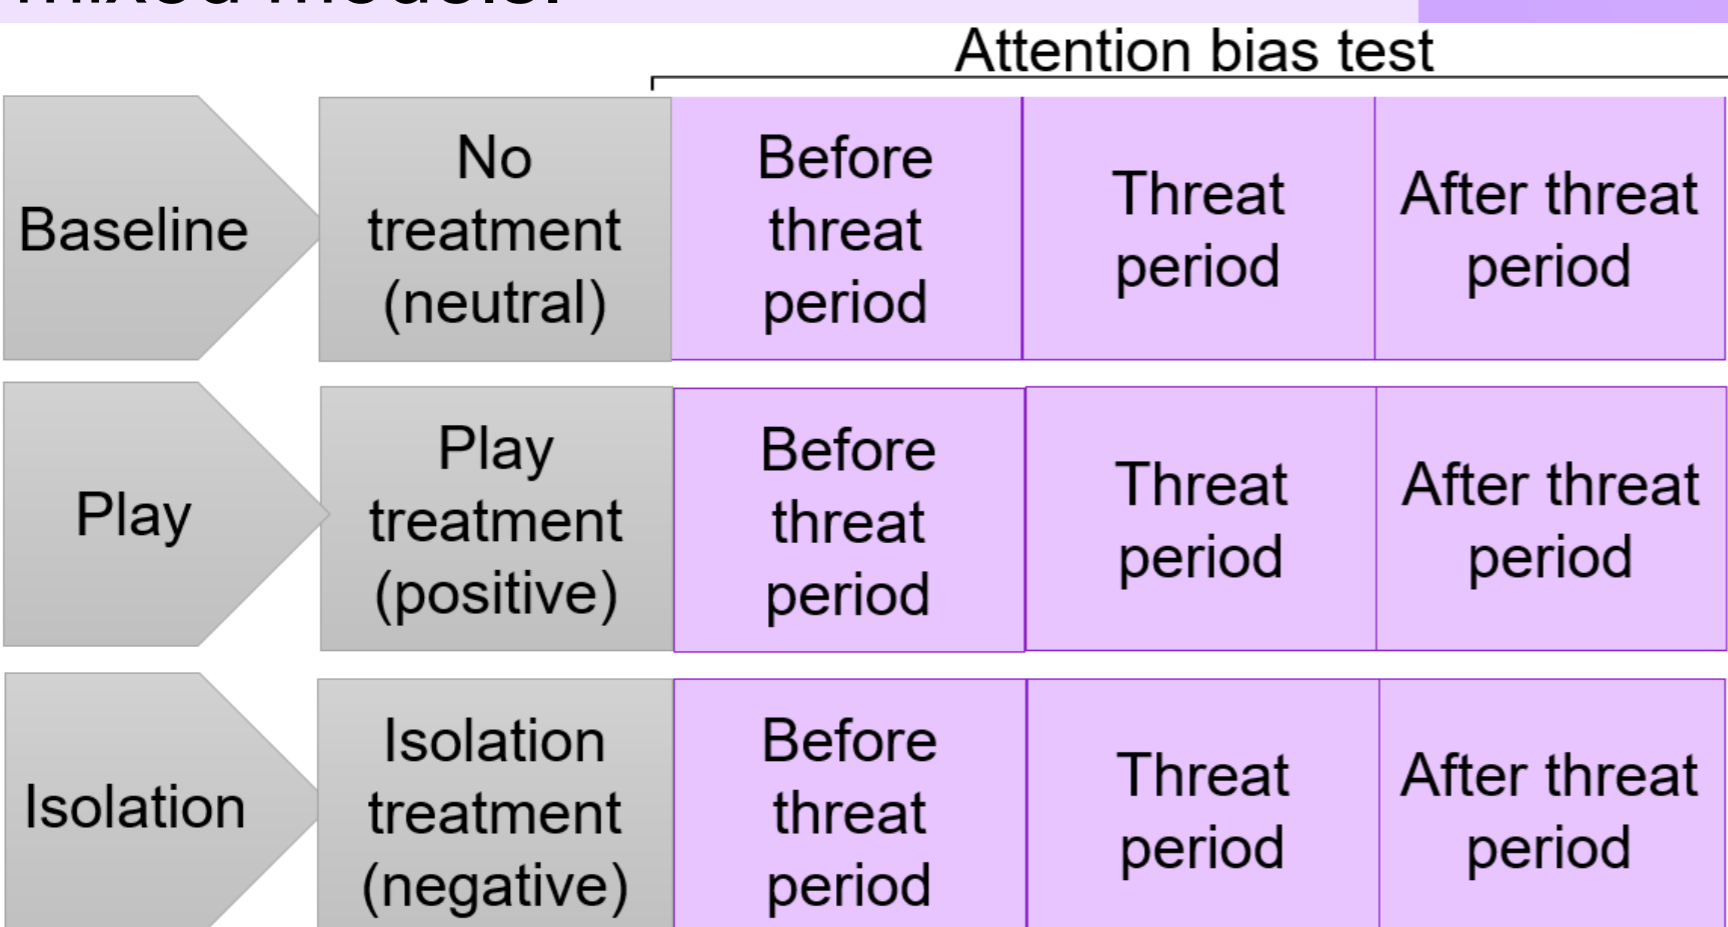 mixed models.
Attention bias test
Baseline
No
treatment
(neutral)
Before
threat
period
Threat
period
After threat
period
Play
Play
treatment
(positive)
Before
threat
period
Threat
period
After threat
period
Isolation
Isolation
treatment
(negative)
Before
threat
period
Threat
period
After threat
period